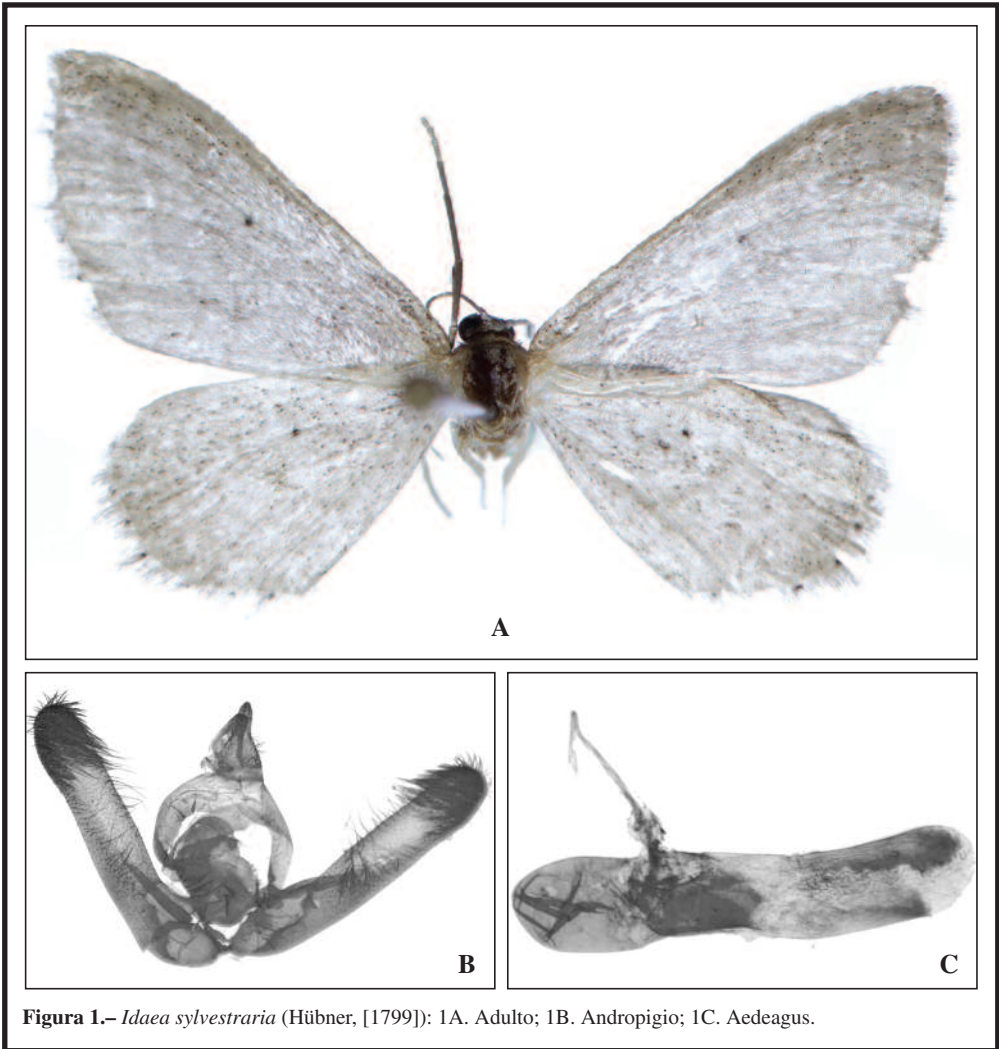 A
B
C
Figura 1.– Idaea sylvestraria (Hübner, [1799]): 1A. Adulto; 1B. Andropigio; 1C. Aedeagus.